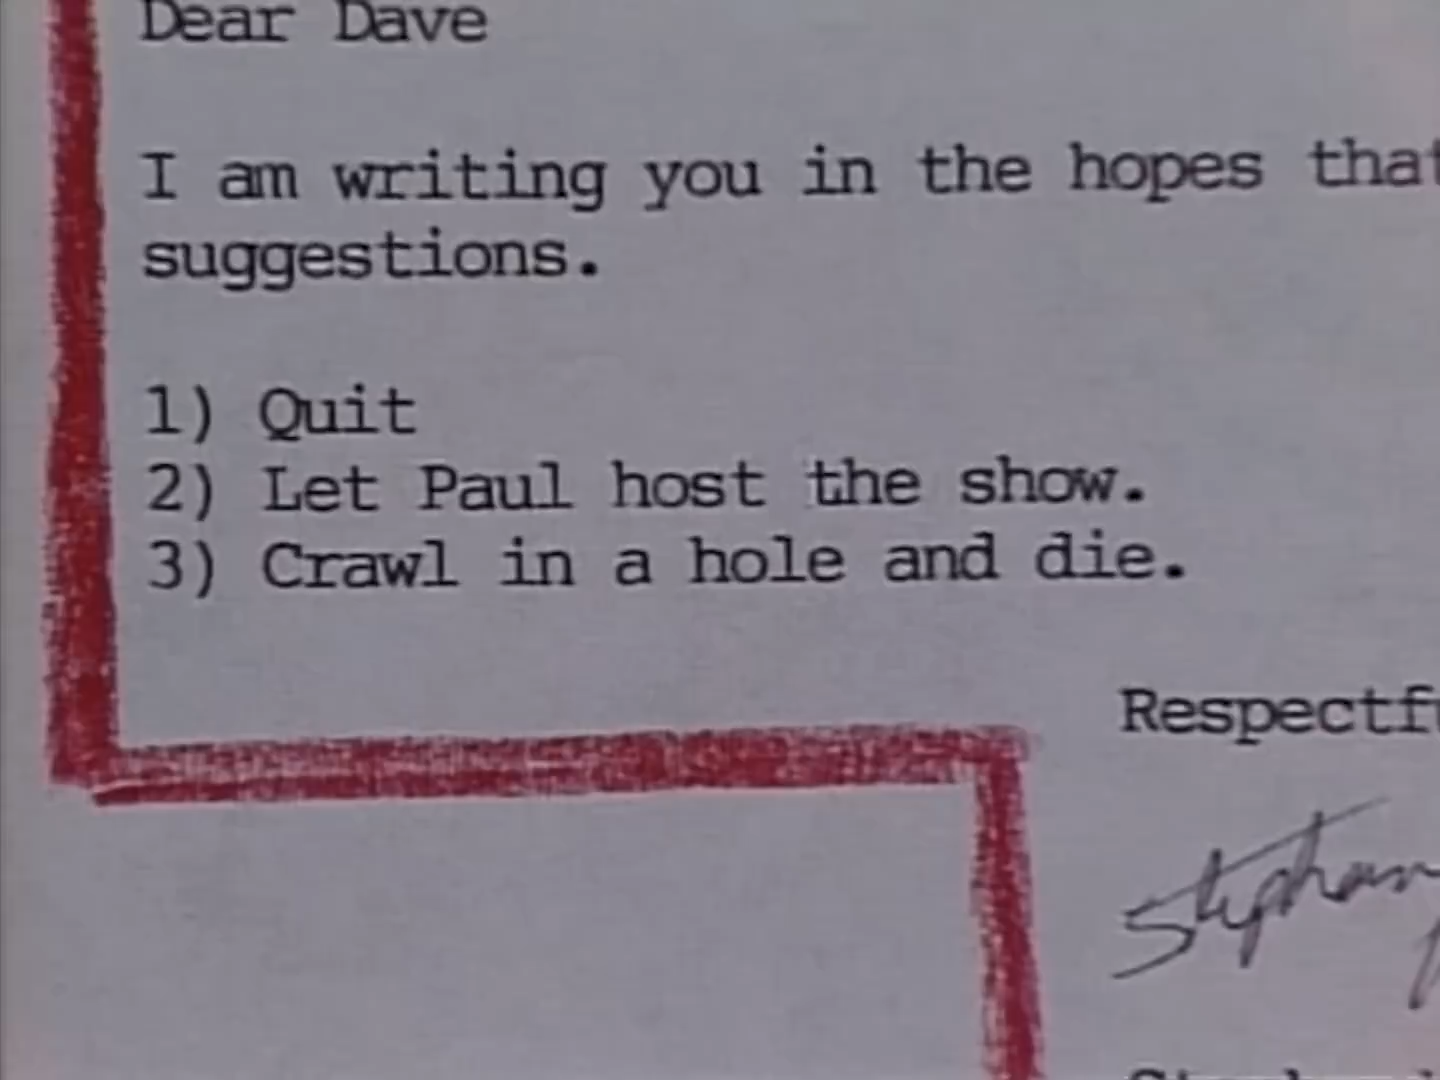 Dear Dave
I am writing you in the hopes that
suggestions.
1) Quit
2) Let Paul host the show.
3) Crawl in a hole and die.